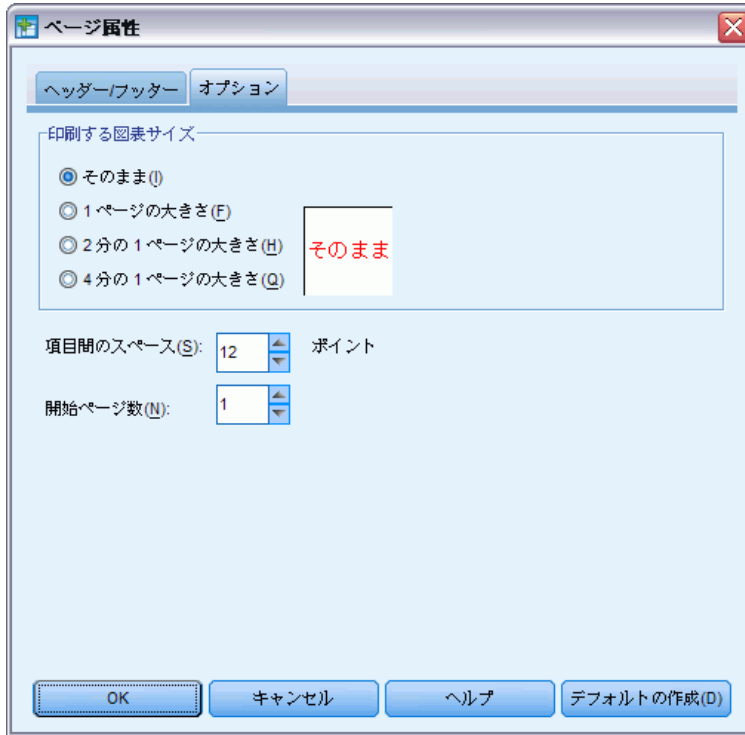 ページ属性
ヘッダー/フッター オプション
印刷する図表サイズ
そのまま(I)
1 ページの大きさ(F)
2 分の 1 ページの大きさ(H)
4 分の 1 ページの大きさ(Q)
そのまま
項目間のスペース(S): 12 ポイント
開始ページ数(N): 1
OK キャンセル ヘルプ デフォルトの作成(D)